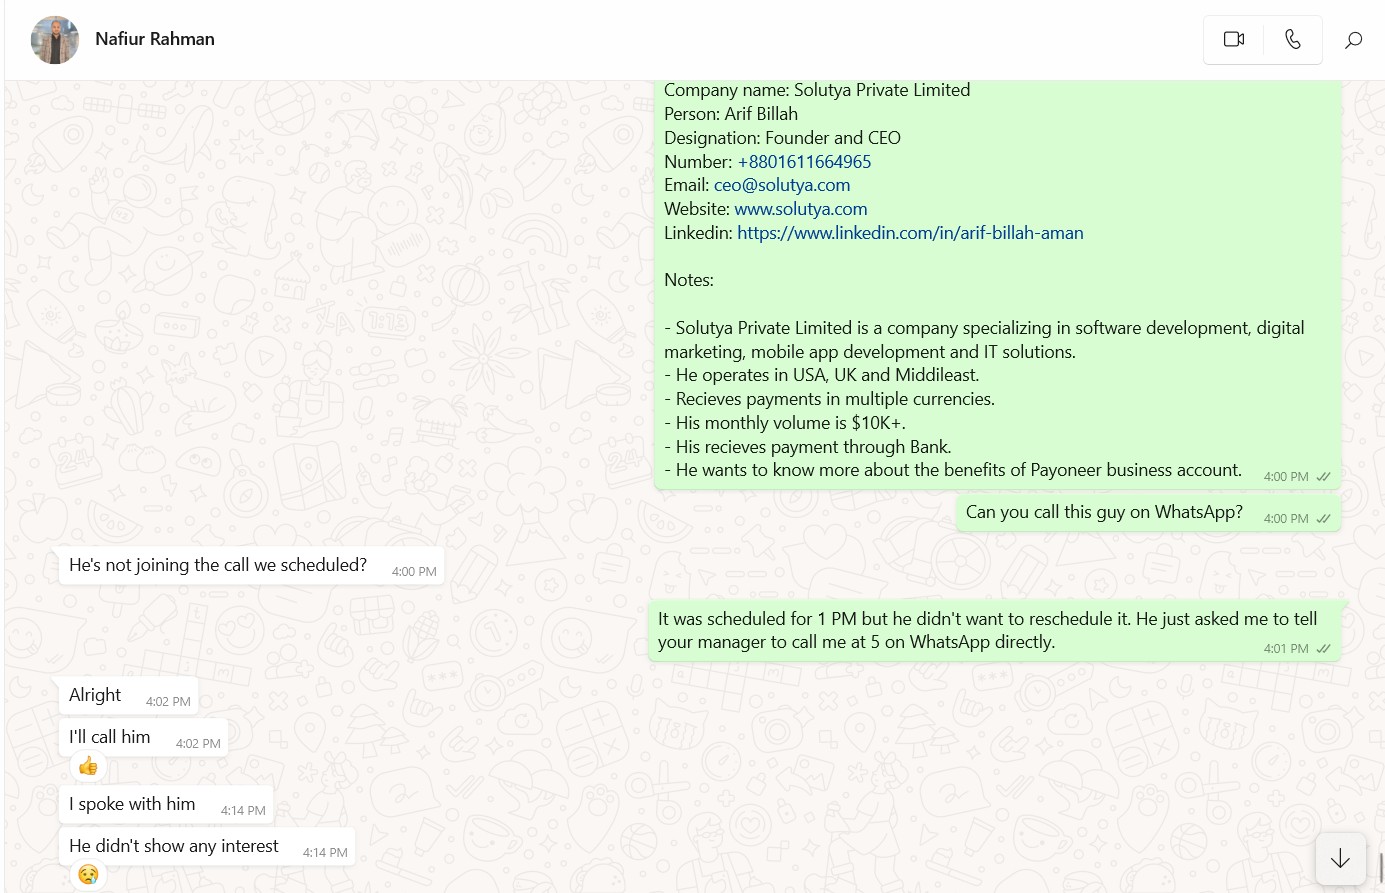 Nafiur Rahman
Company name: Solutya Private Limited
Person: Arif Billah
Designation: Founder and CEO
Number: +8801611664965
Email: ceo@solutya.com
Website: www.solutya.com
Linkedin: https://www.linkedin.com/in/arif-billah-aman
Notes:
- Solutya Private Limited is a company specializing in software development, digital
marketing, mobile app development and IT solutions.
- He operates in USA, UK and Middileast.
- Recieves payments in multiple currencies.
- His monthly volume is $10K+.
- His recieves payment through Bank.
- He wants to know more about the benefits of Payoneer business account. 4:00 PM
Can you call this guy on WhatsApp? 4:00 PM
He's not joining the call we scheduled? 4:00 PM
It was scheduled for 1 PM but he didn't want to reschedule it. He just asked me to tell
your manager to call me at 5 on WhatsApp directly. 4:01 PM
Alright 4:02 PM
I'll call him 4:02 PM
I spoke with him 4:14 PM
He didn't show any interest 4:14 PM